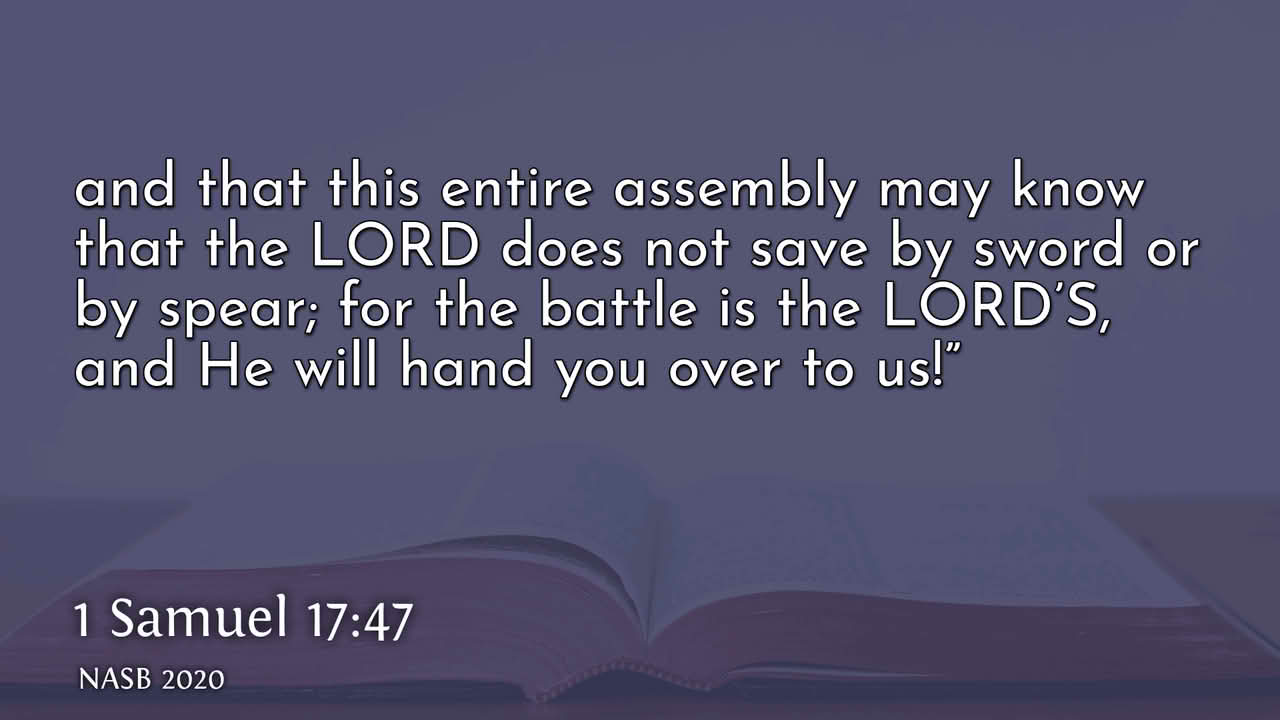 and that this entire assembly may know
that the LORD does not save by sword or
by spear; for the battle is the LORD’S,
and He will hand you over to us!”
1 Samuel 17:47
NASB 2020